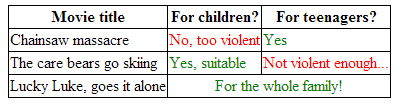 Movie title For children? For teenagers?
Chainsaw massacre No, too violent Yes
The care bears go skiing Yes, suitable Not violent enough...
Lucky Luke, goes it alone For the whole family!